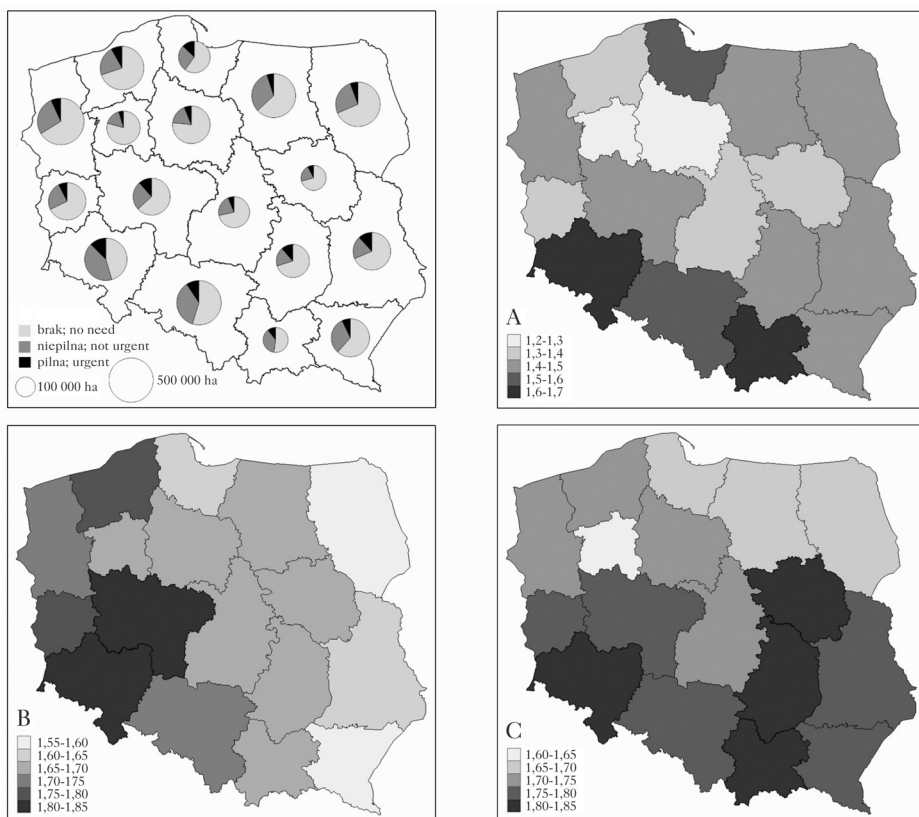 brak; no need
niepilna; not urgent
pilna; urgent
100 000 ha
500 000 ha
A
1,2-1,3
1,3-1,4
1,4-1,5
1,5-1,6
1,6-1,7
B
1,55-1,60
1,60-1,65
1,65-1,70
1,70-175
1,75-1,80
1,80-1,85
C
1,60-1,65
1,65-1,70
1,70-1,75
1,75-1,80
1,80-1,85